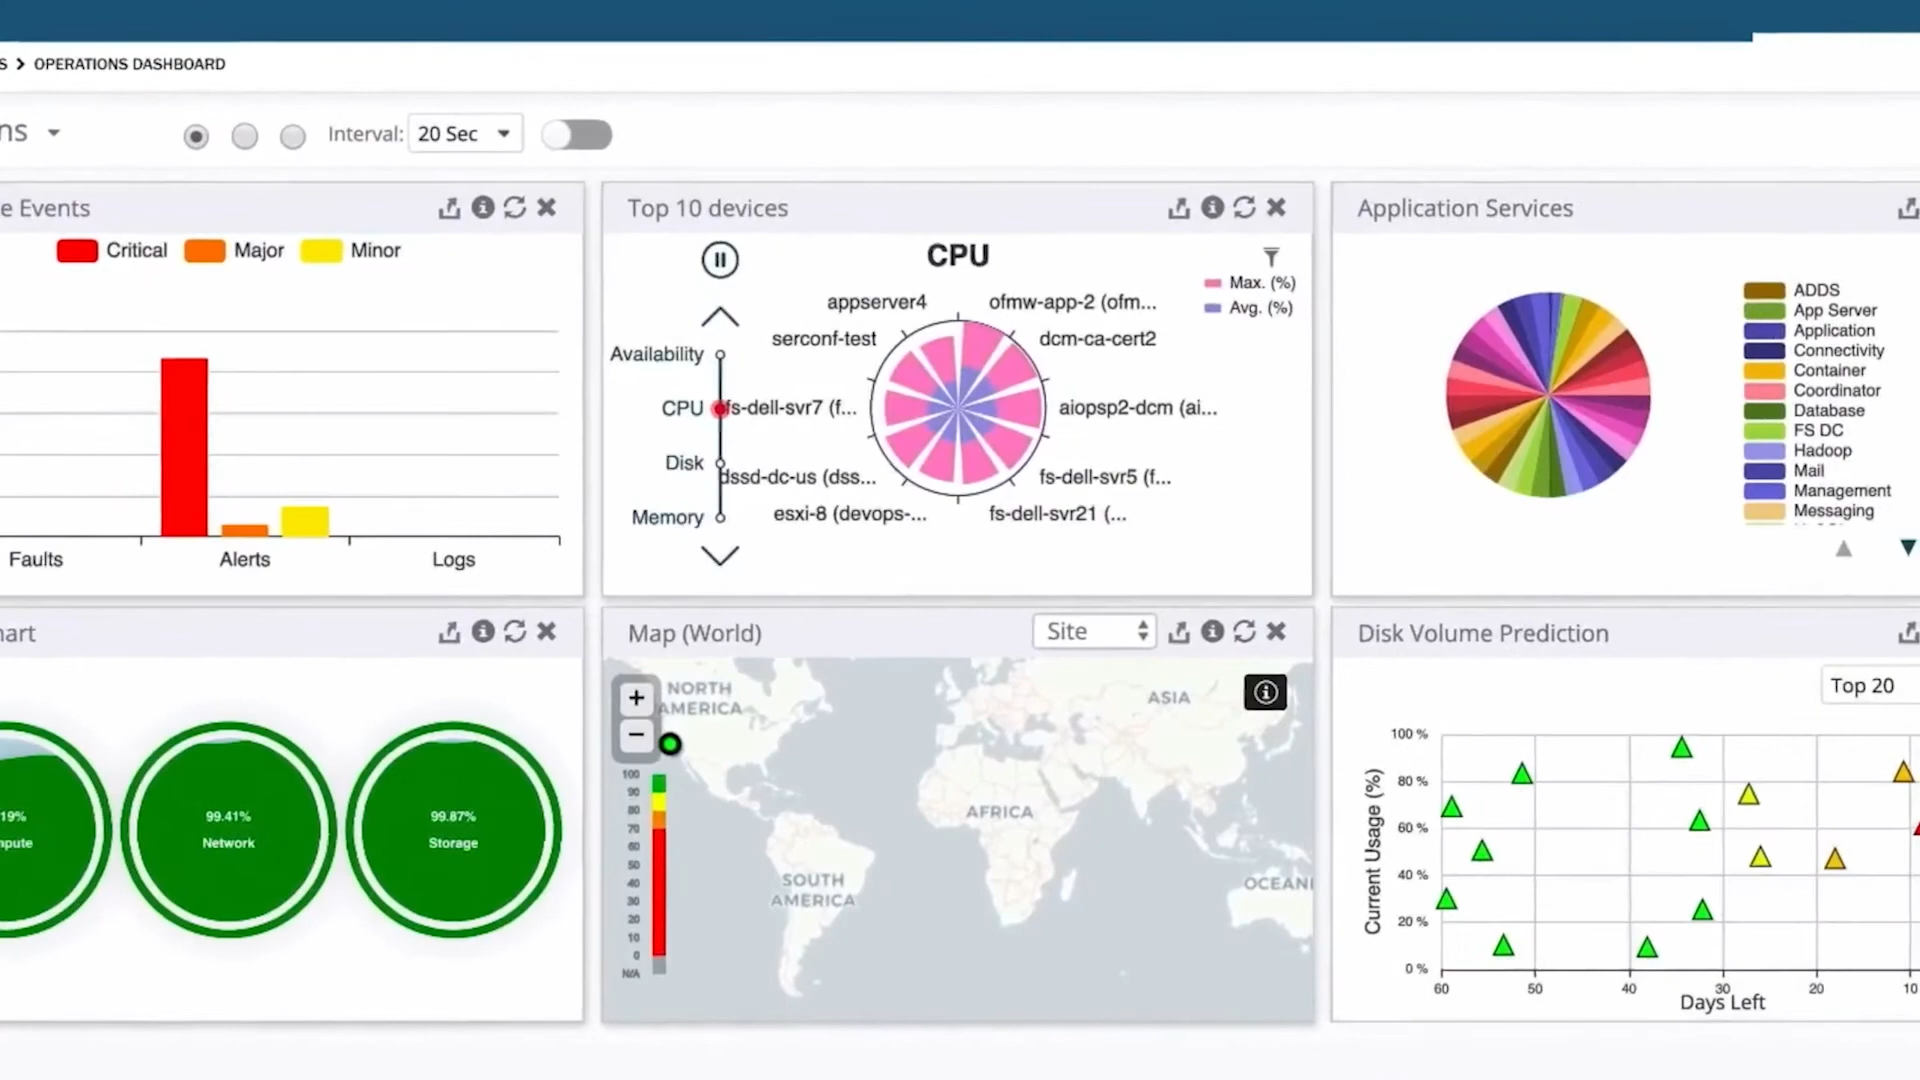 S > OPERATIONS DASHBOARD
ns
Interval: 20 Sec
e Events
Critical Major Minor
Faults Alerts Logs
Top 10 devices
CPU
Max. (%)
Avg. (%)
Availability
CPU
Disk
Memory
appserver4
ofmw-app-2 (ofm...
serconf-test
dcm-ca-cert2
fs-dell-svr7 (f...
aiopsp2-dcm (ai...
dssd-dc-us (dss...
fs-dell-svr5 (f...
esxi-8 (devops-...
fs-dell-svr21 (...
Application Services
ADDS
App Server
Application
Connectivity
Container
Coordinator
Database
FS DC
Hadoop
Mail
Management
Messaging
art
19%
pute
99.41%
Network
99.87%
Storage
Map (World)
Site
+
−
NORTH
AMERICA
ASIA
AFRICA
SOUTH
AMERICA
OCEANI
100
90
80
70
60
50
40
30
20
10
0
N/A
Disk Volume Prediction
Top 20
Current Usage (%)
100 %
80 %
60 %
40 %
20 %
0 %
60 50 40 30 20 10
Days Left